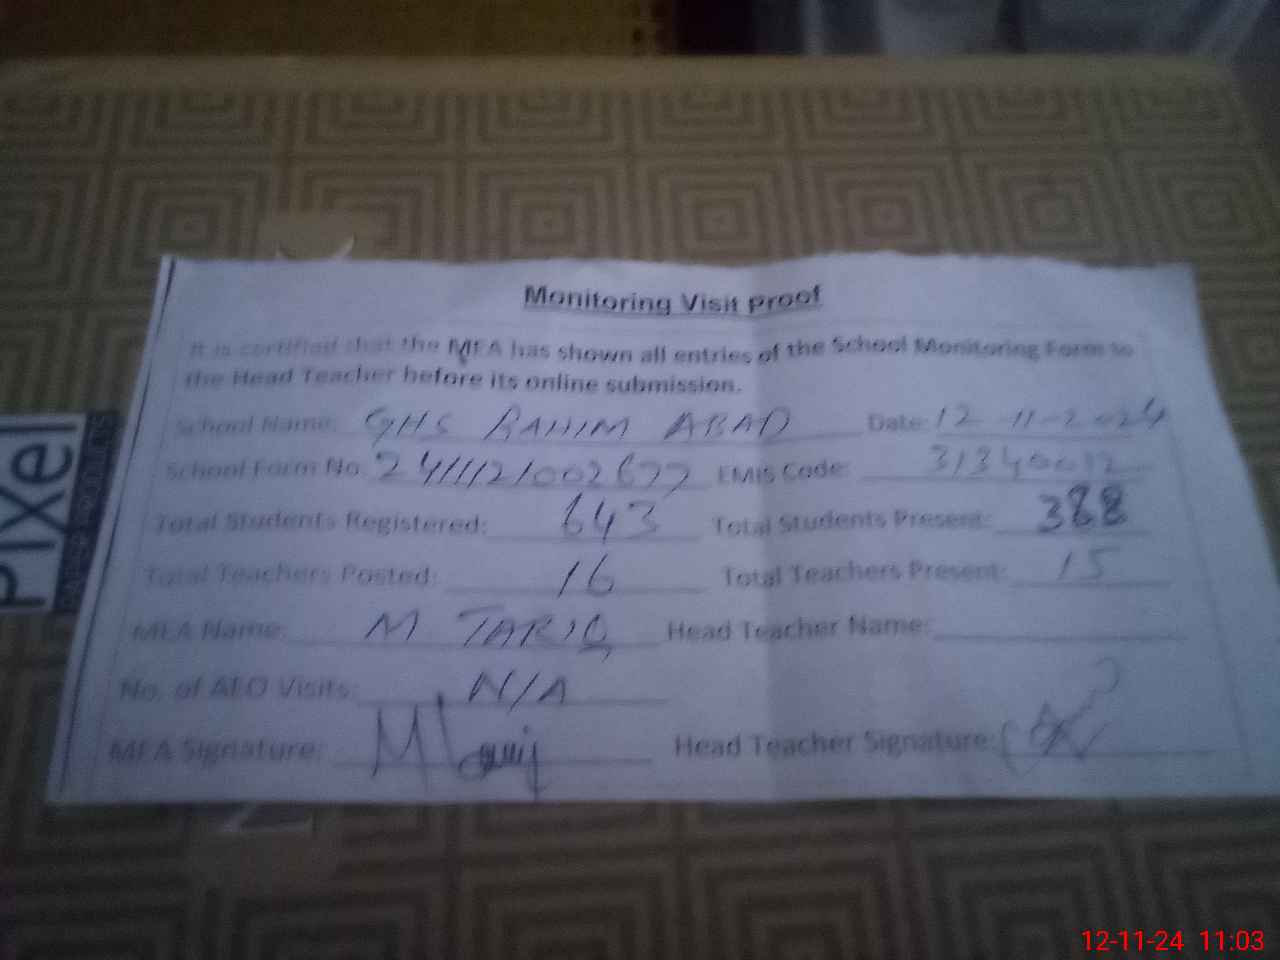 Monitoring Visit Proof
It is certified that the MEA has shown all entries of the School Monitoring Form to
the Head Teacher before its online submission.
School Name: GHS RAHIM ABAD Date: 12-11-2024
School Form No. 2411121002677 EMIS Code: 31340012
Total Students Registered: 643 Total Students Present: 388
Total Teachers Posted: 16 Total Teachers Present: 15
MEA Name: M TARIQ Head Teacher Name:
No. of AEO Visits: N/A
MEA Signature: Head Teacher Signature:
PIXel
12-11-24 11:03